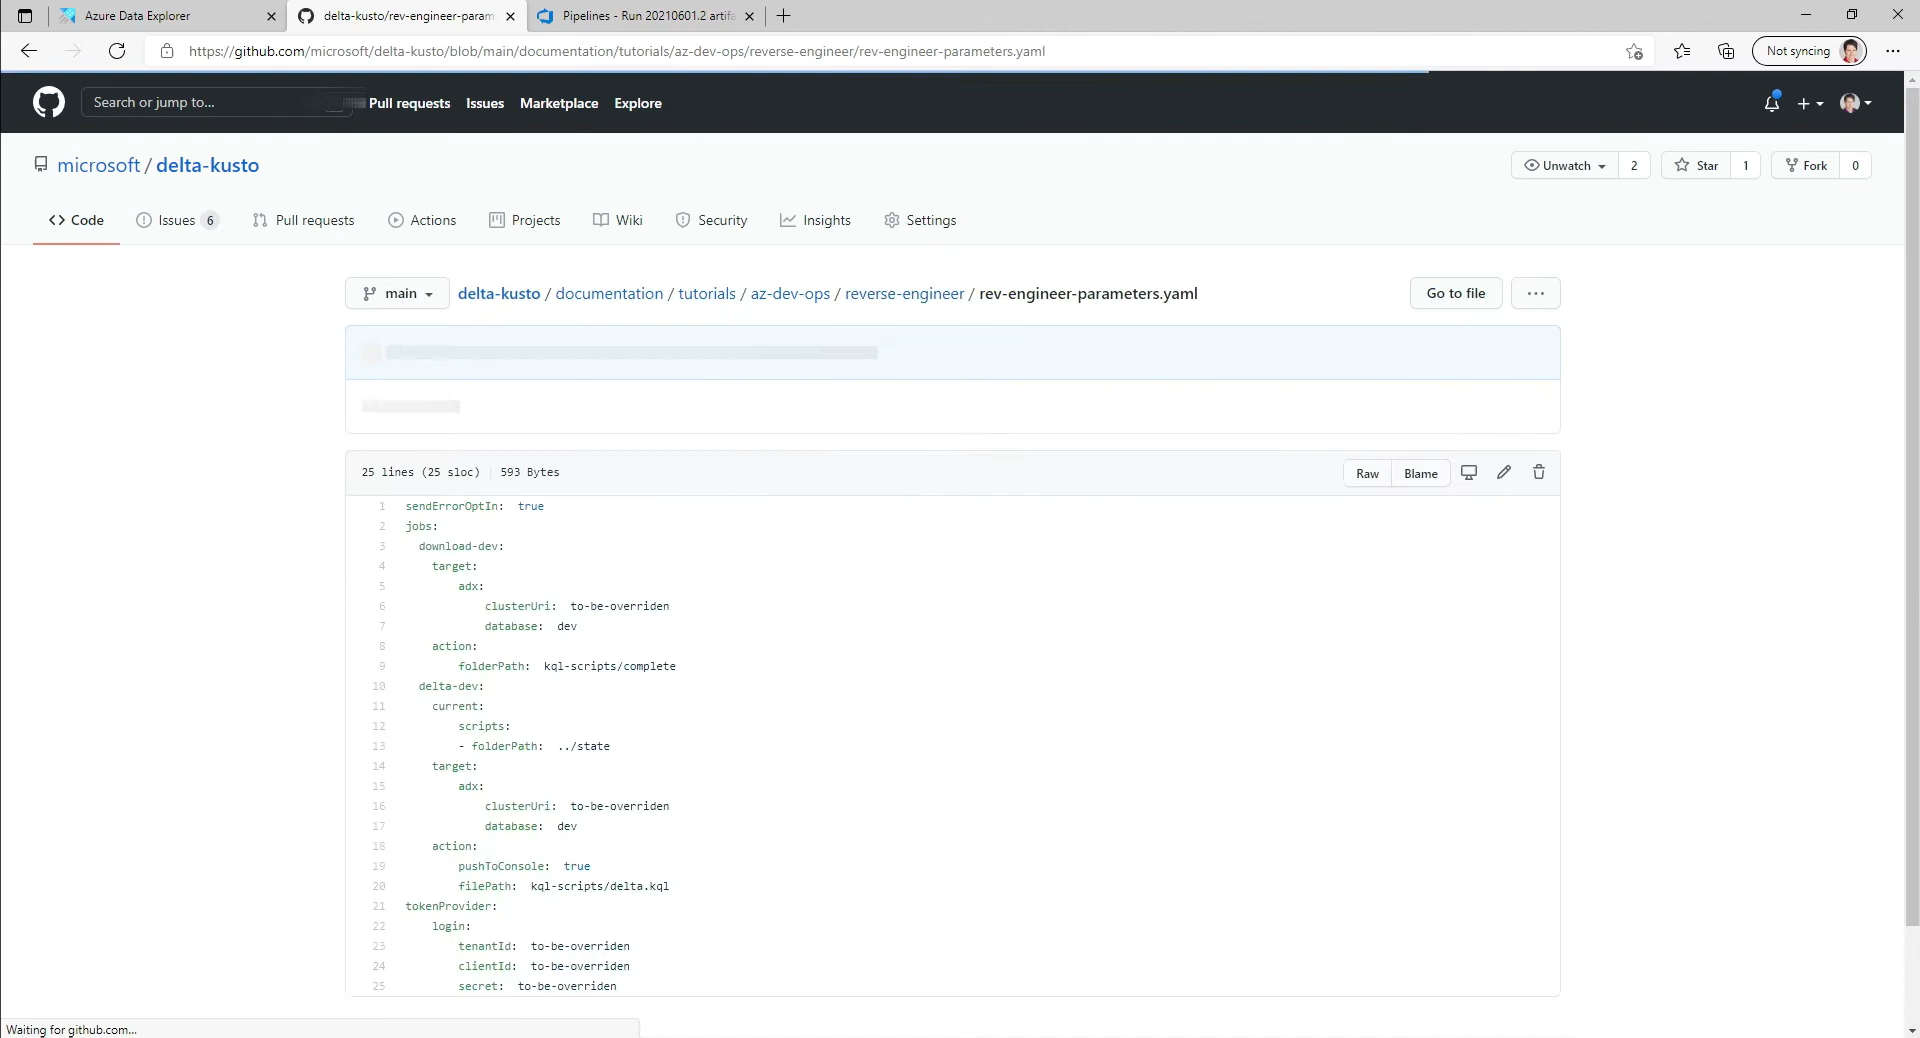 Azure Data Explorer
delta-kusto/rev-engineer-param
Pipelines - Run 20210601.2 artifa
https://github.com/microsoft/delta-kusto/blob/main/documentation/tutorials/az-dev-ops/reverse-engineer/rev-engineer-parameters.yaml
Not syncing
Search or jump to...
Pull requests
Issues
Marketplace
Explore
microsoft / delta-kusto
Unwatch 2
Star 1
Fork 0
Code
Issues 6
Pull requests
Actions
Projects
Wiki
Security
Insights
Settings
main
delta-kusto / documentation / tutorials / az-dev-ops / reverse-engineer / rev-engineer-parameters.yaml
Go to file
25 lines (25 sloc) 593 Bytes
Raw
Blame
1 sendErrorOptIn: true
2 jobs:
3 download-dev:
4 target:
5 adx:
6 clusterUri: to-be-overriden
7 database: dev
8 action:
9 folderPath: kql-scripts/complete
10 delta-dev:
11 current:
12 scripts:
13 - folderPath: ../state
14 target:
15 adx:
16 clusterUri: to-be-overriden
17 database: dev
18 action:
19 pushToConsole: true
20 filePath: kql-scripts/delta.kql
21 tokenProvider:
22 login:
23 tenantId: to-be-overriden
24 clientId: to-be-overriden
25 secret: to-be-overriden
Waiting for github.com...